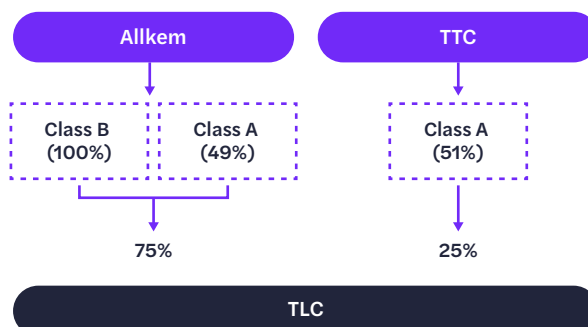 Allkem
TTC
Class B
(100%)
Class A
(49%)
Class A
(51%)
75%
25%
TLC